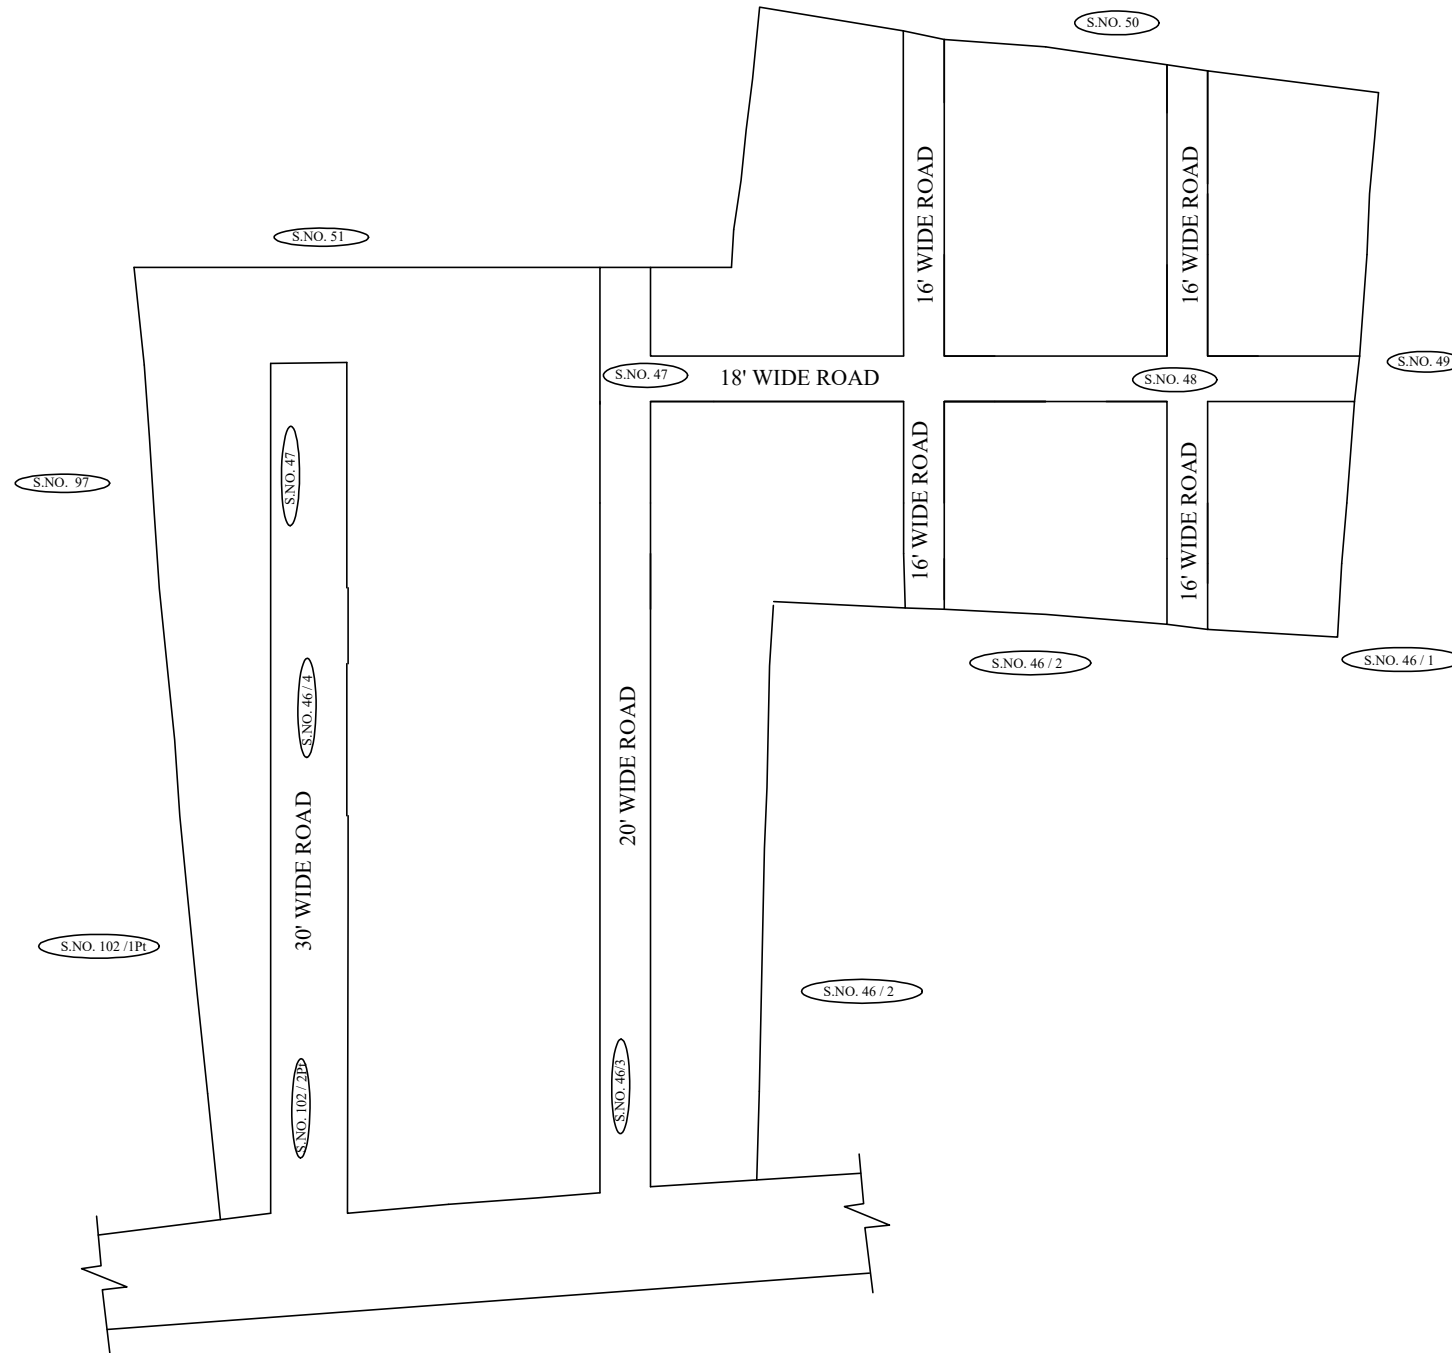 S.NO. 50
16' WIDE ROAD
16' WIDE ROAD
S.NO. 51
S.NO. 47
18' WIDE ROAD
S.NO. 48
S.NO. 49
S.NO. 97
S.NO. 47
16' WIDE ROAD
16' WIDE ROAD
S.NO. 46 / 2
S.NO. 46 / 1
S.NO. 46 / 4
20' WIDE ROAD
30' WIDE ROAD
S.NO. 102 /1Pt
S.NO. 46 / 2
S.NO. 102 / 2Pt
S.NO. 46/3